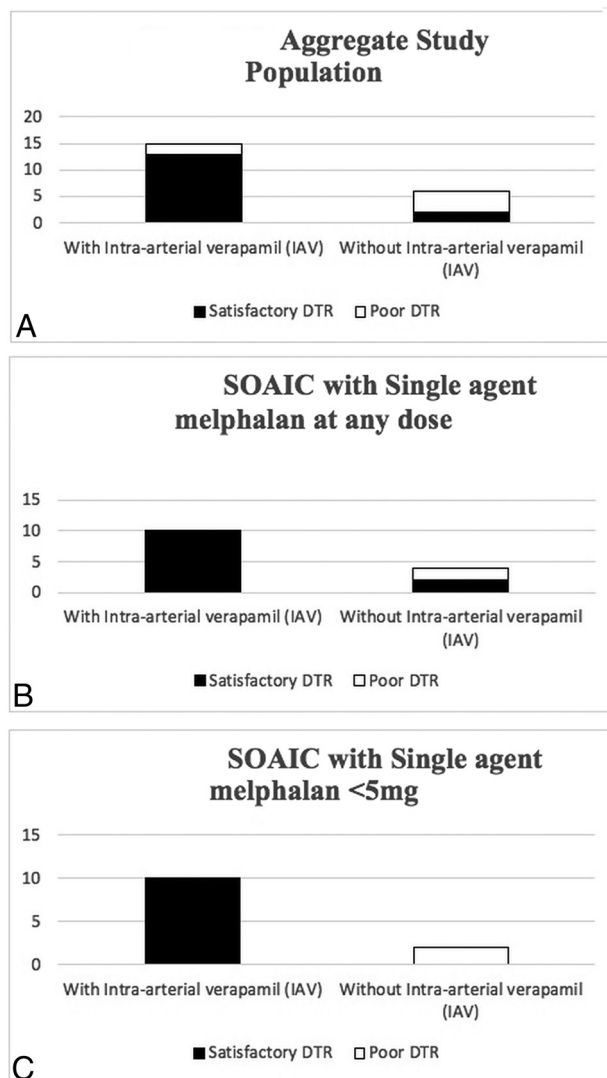 Aggregate Study
Population
20
15
10
5
0
With Intra-arterial verapamil (IAV) Without Intra-arterial verapamil
(IAV)
Satisfactory DTR Poor DTR
A
SOAIC with Single agent
melphalan at any dose
15
10
5
0
With Intra-arterial verapamil (IAV) Without Intra-arterial verapamil
(IAV)
Satisfactory DTR Poor DTR
B
SOAIC with Single agent
melphalan <5mg
15
10
5
0
With Intra-arterial verapamil (IAV) Without Intra-arterial verapamil
(IAV)
Satisfactory DTR Poor DTR
C